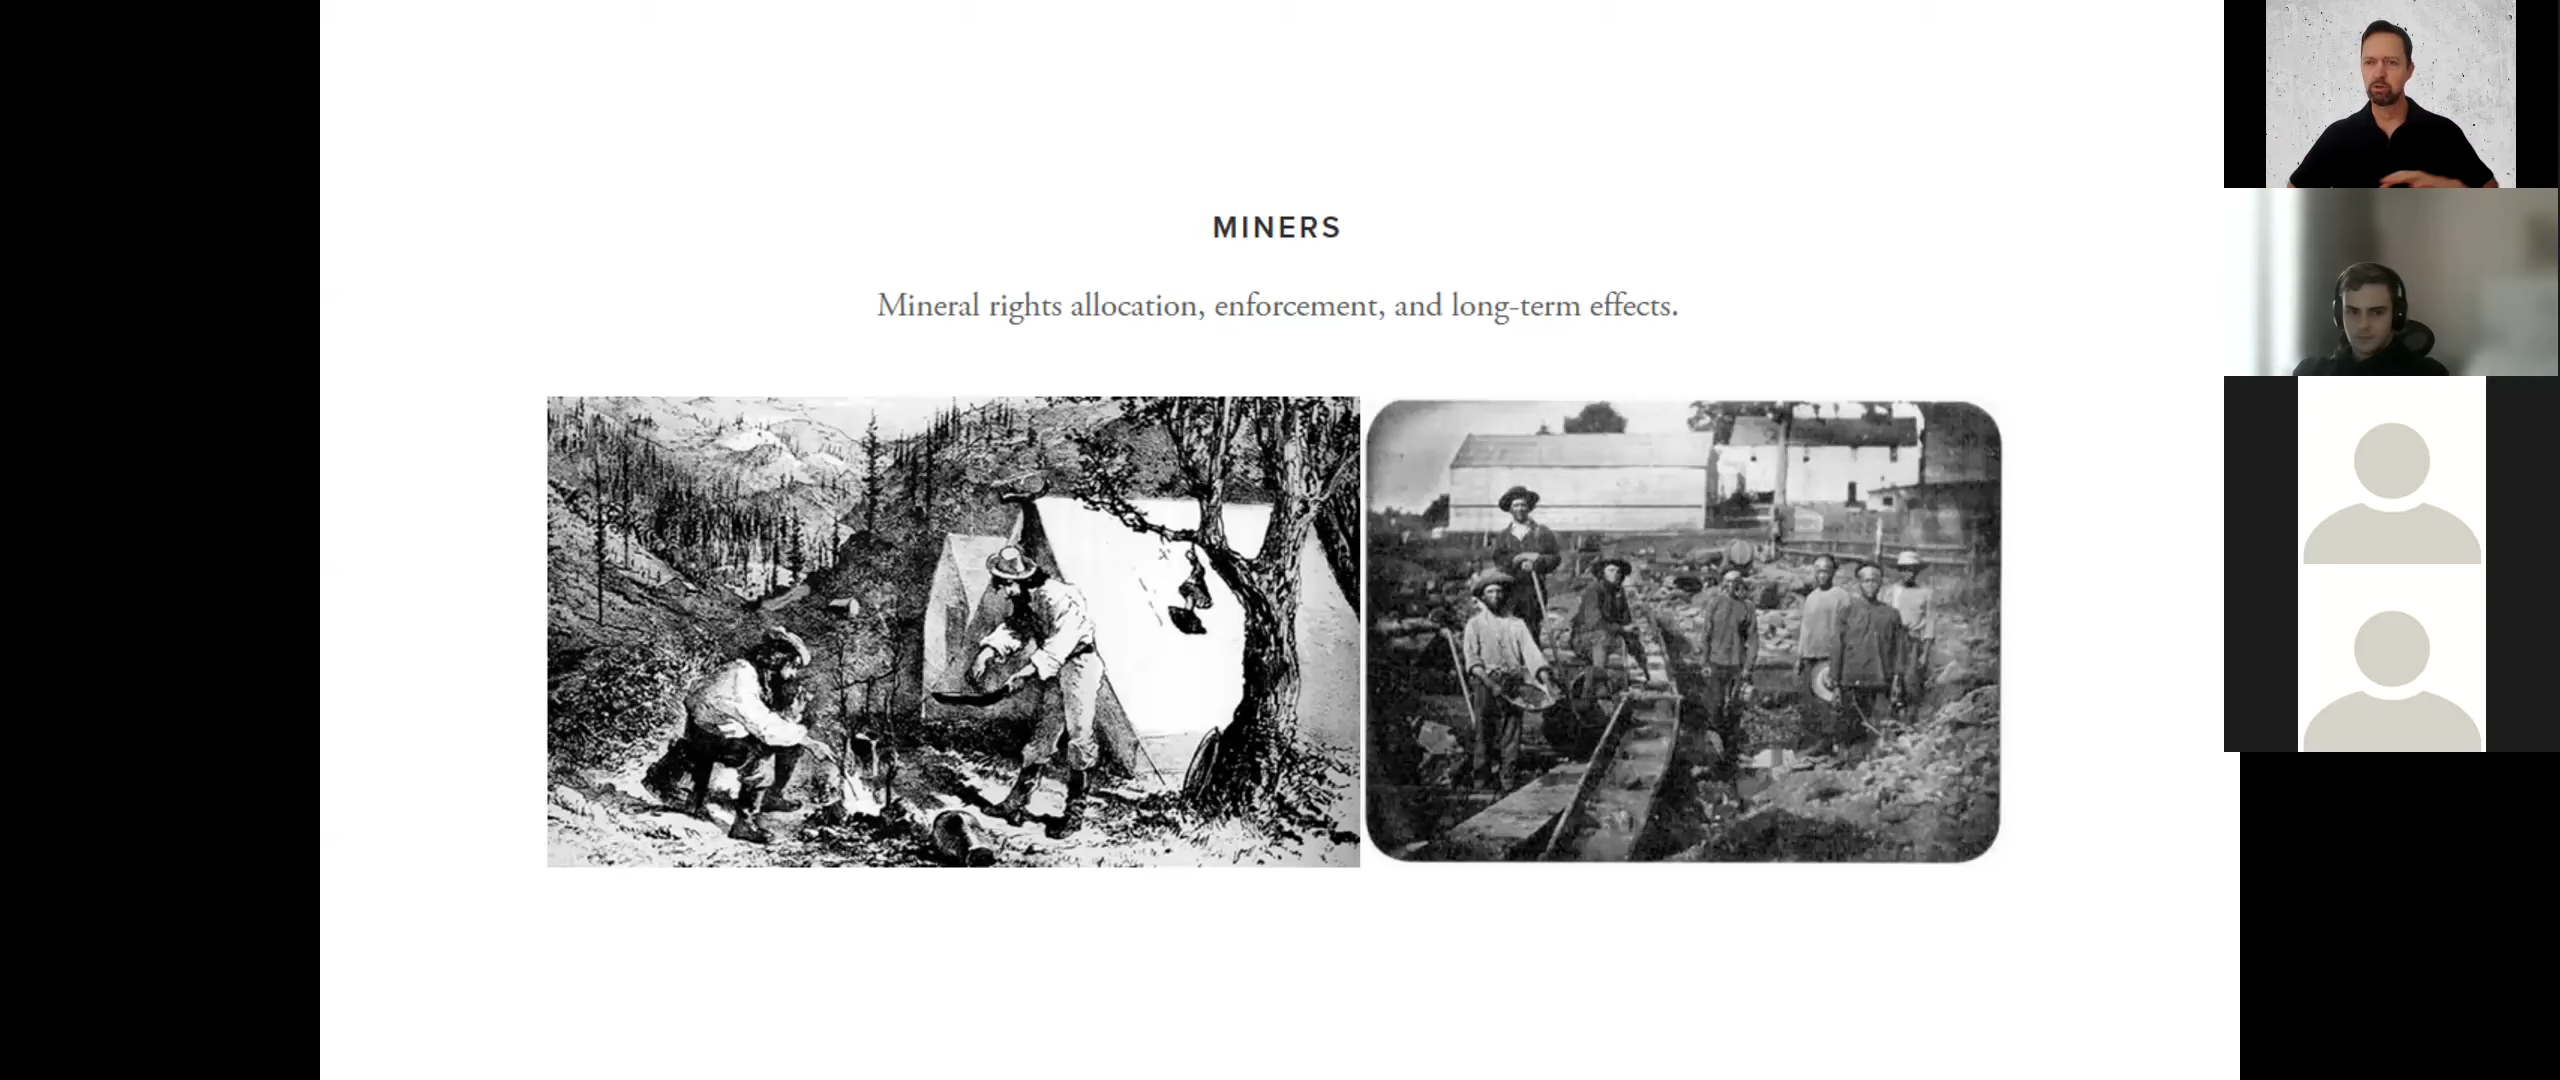 MINERS
Mineral rights allocation, enforcement, and long-term effects.